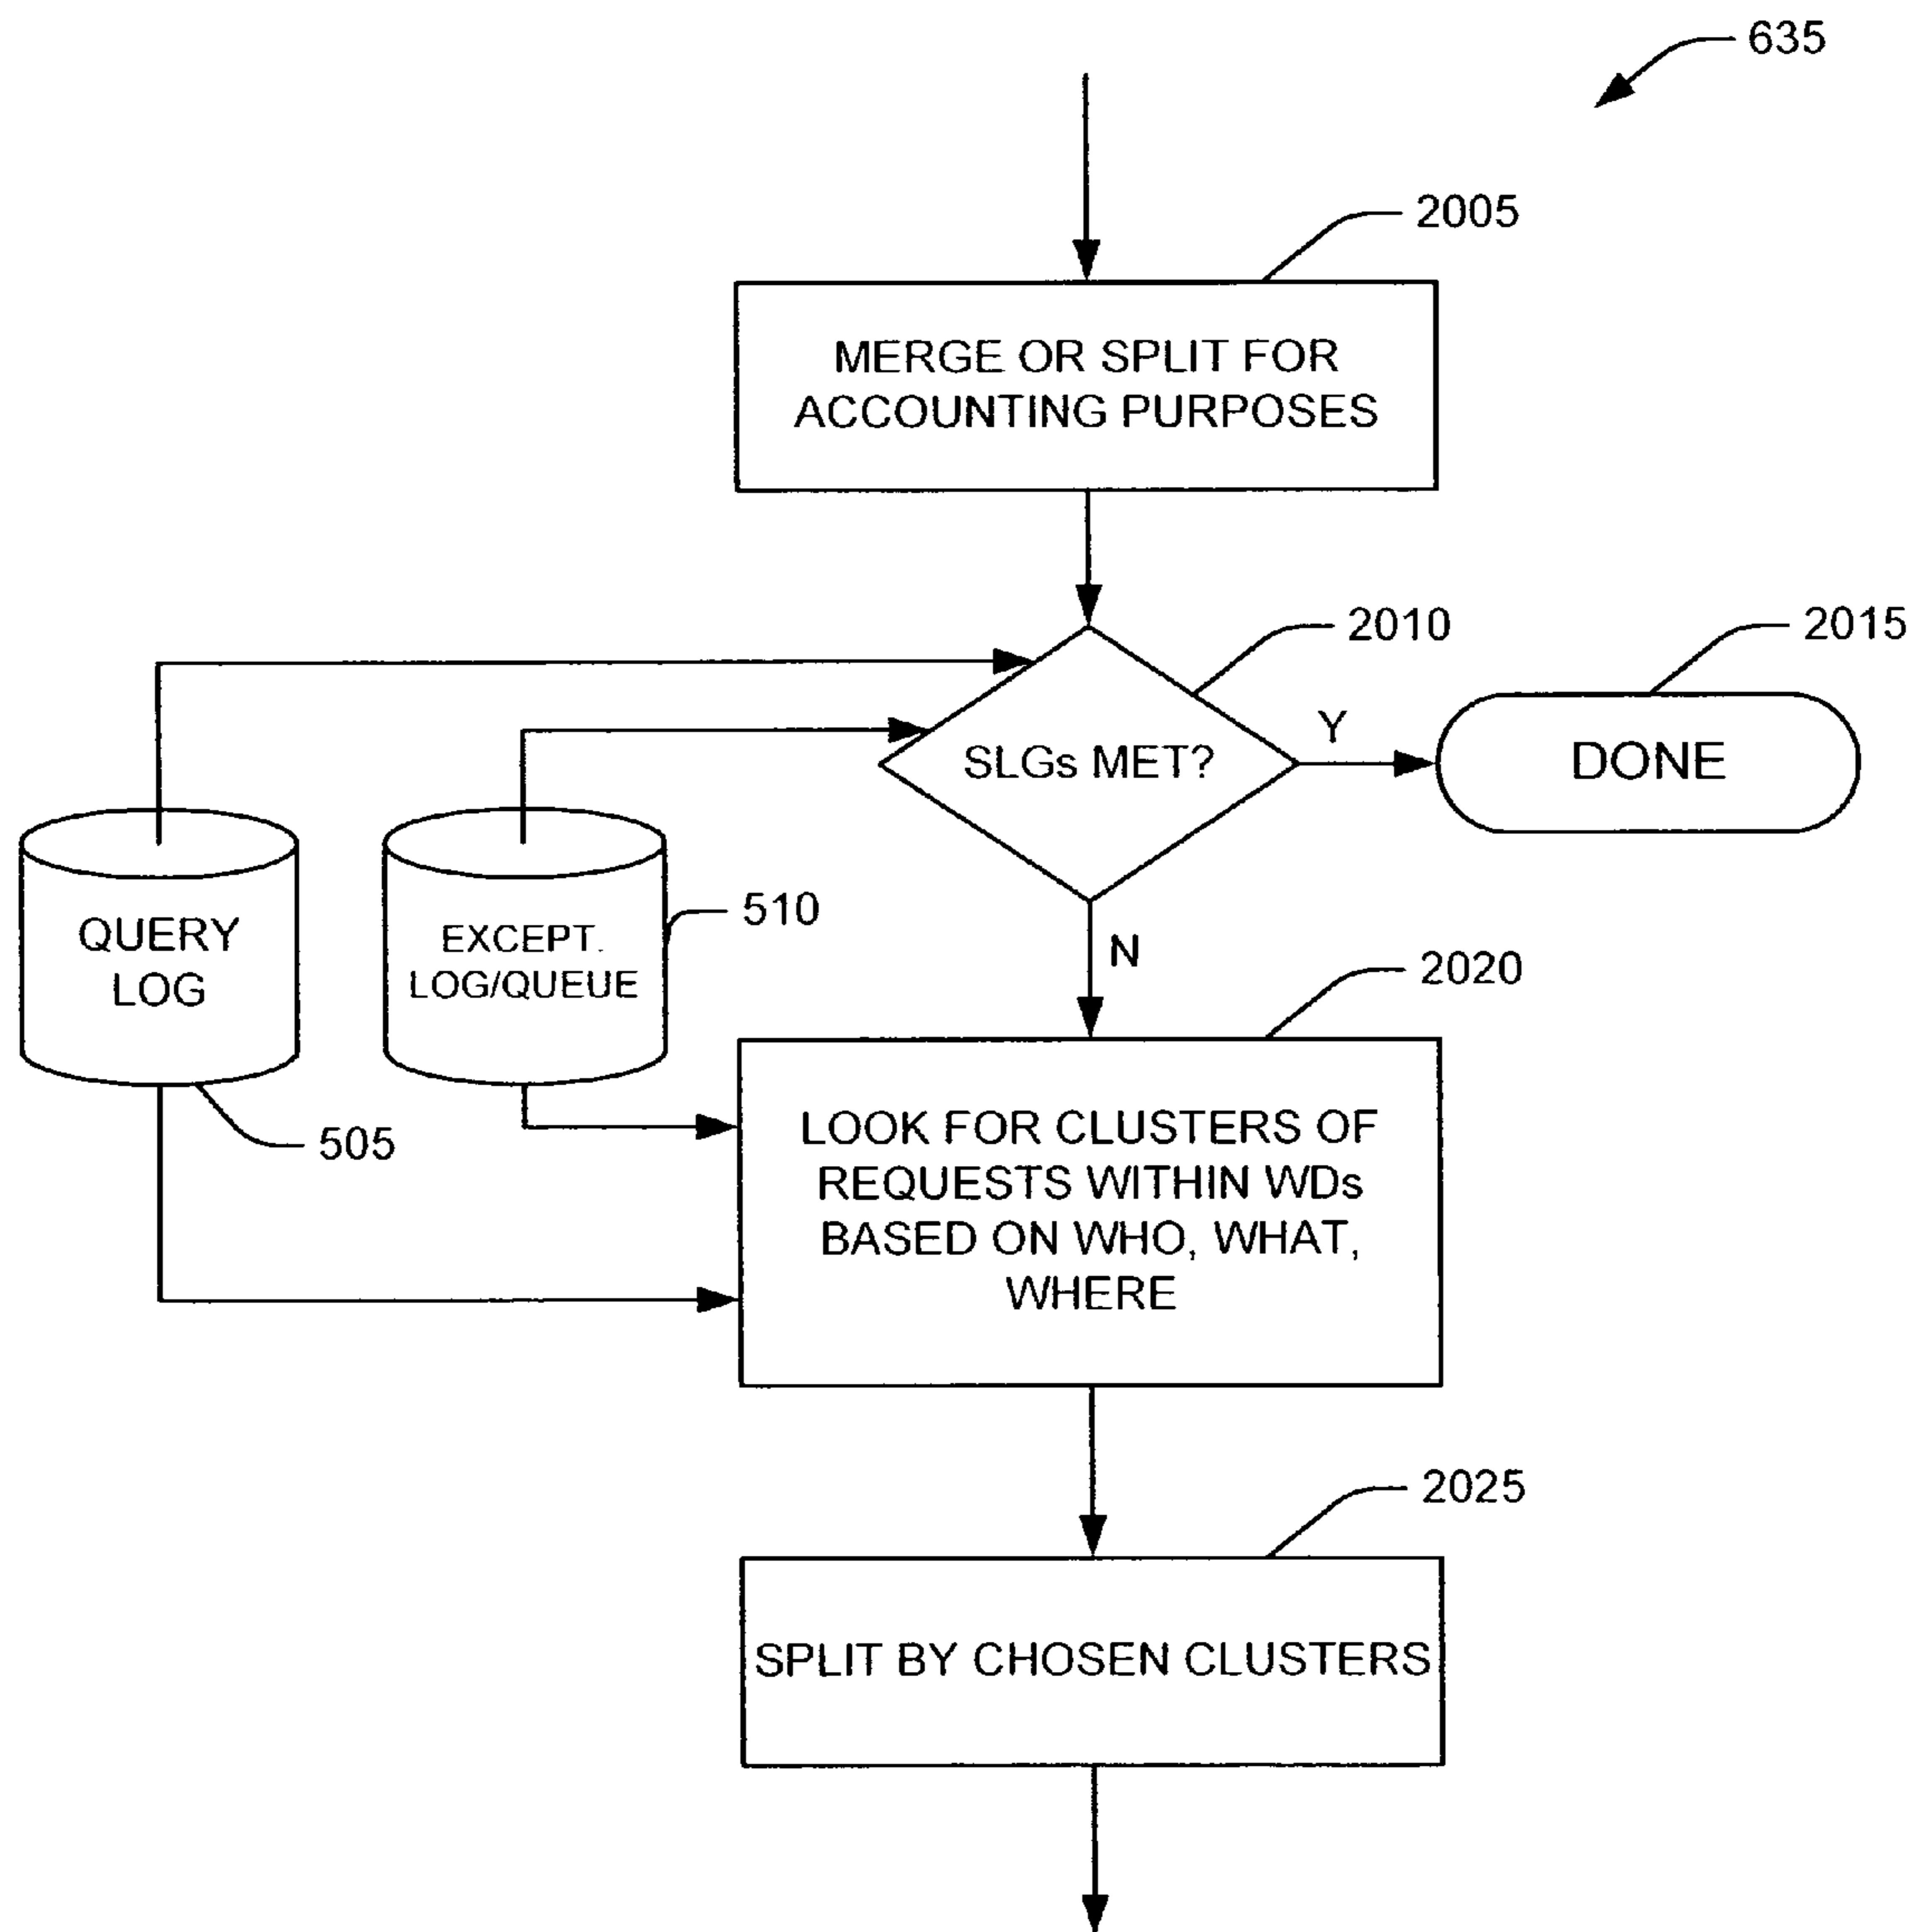 635
2005
MERGE OR SPLIT FOR
ACCOUNTING PURPOSES
2010
2015
Y
SLGs MET?
DONE
QUERY
LOG
EXCEPT.
LOG/QUEUE
510
N
2020
505
LOOK FOR CLUSTERS OF
REQUESTS WITHIN WDs
BASED ON WHO, WHAT,
WHERE
2025
SPLIT BY CHOSEN CLUSTERS